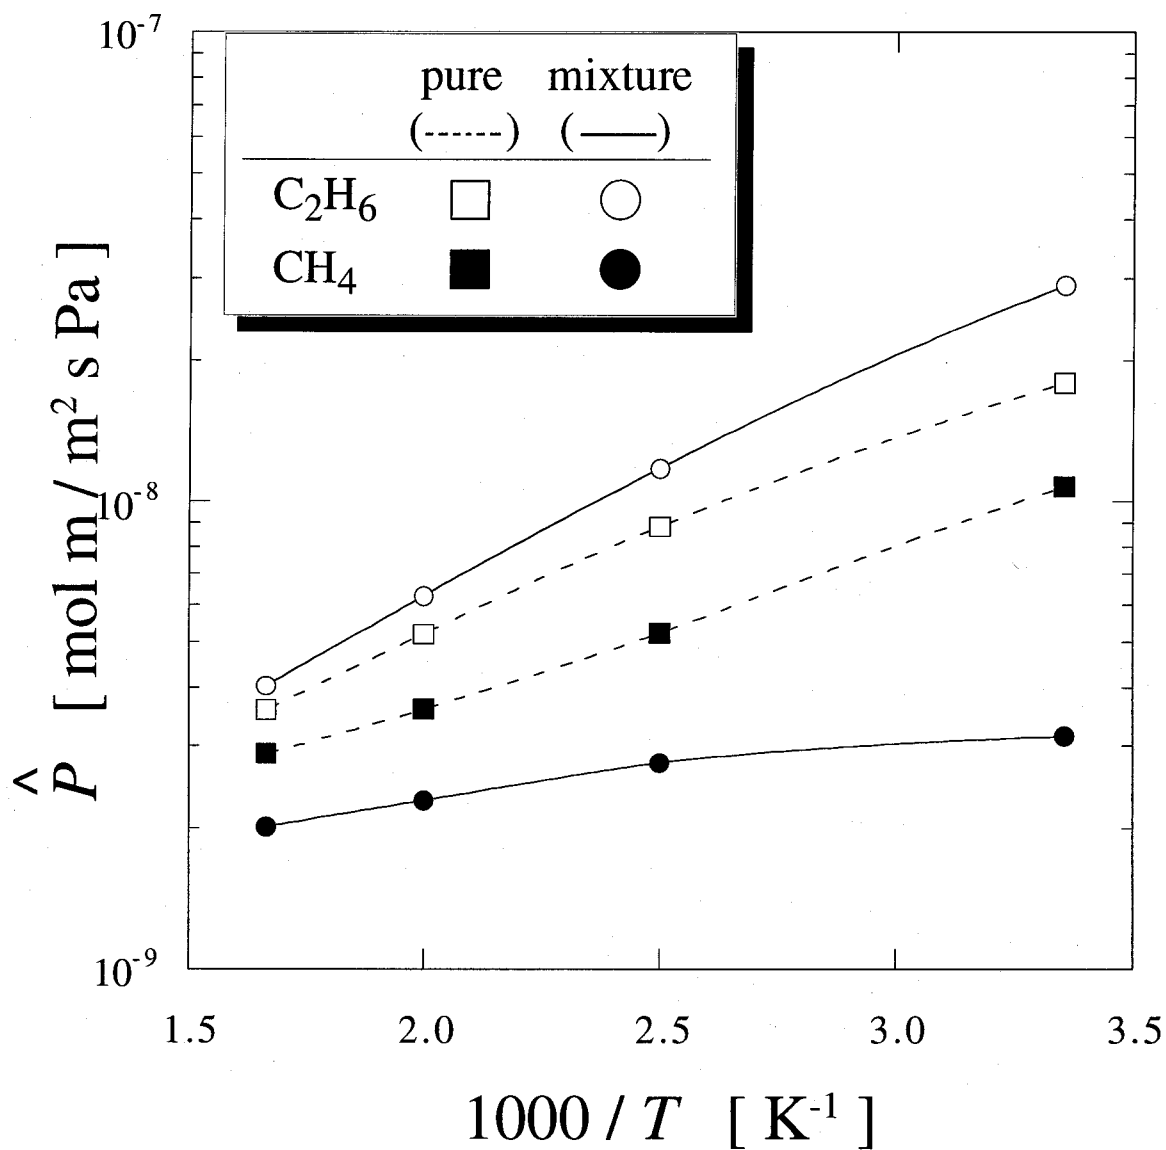 10-7
pure mixture
(------) (——)
C2H6
CH4
P̂ [ mol m / m2 s Pa ]
10-8
10-9
1.5 2.0 2.5 3.0 3.5
1000 / T [ K-1 ]